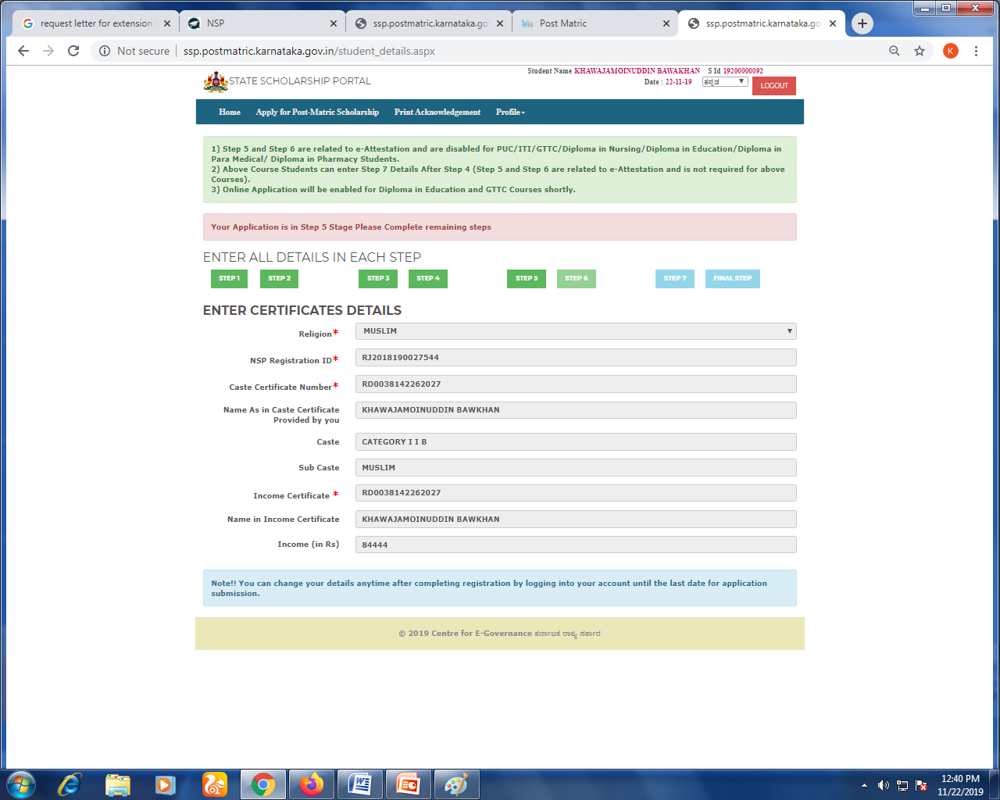 request letter for extension
NSP
ssp.postmatric.karnataka.go
Post Matric
ssp.postmatric.karnataka.go
Not secure
ssp.postmatric.karnataka.gov.in/student_details.aspx
K
STATE SCHOLARSHIP PORTAL
Student Name KHAWAJAMOINUDDIN BAWAKHAN S Id 19200000092
Date : 22-11-19
ಕನ್ನಡ
LOGOUT
Home
Apply for Post-Matric Scholarship
Print Acknowledgement
Profile
1) Step 5 and Step 6 are related to e-Attestation and are disabled for PUC/ITI/GTTC/Diploma in Nursing/Diploma in Education/Diploma in
Para Medical/ Diploma in Pharmacy Students.
2) Above Course Students can enter Step 7 Details After Step 4 (Step 5 and Step 6 are related to e-Attestation and is not required for above
Courses).
3) Online Application will be enabled for Diploma in Education and GTTC Courses shortly.
Your Application is in Step 5 Stage Please Complete remaining steps
ENTER ALL DETAILS IN EACH STEP
STEP 1
STEP 2
STEP 3
STEP 4
STEP 5
STEP 6
STEP 7
FINAL STEP
ENTER CERTIFICATES DETAILS
Religion* MUSLIM
NSP Registration ID* RJ2018190027544
Caste Certificate Number* RD0038142262027
Name As in Caste Certificate
Provided by you
KHAWAJAMOINUDDIN BAWKHAN
Caste CATEGORY I I B
Sub Caste MUSLIM
Income Certificate * RD0038142262027
Name in Income Certificate KHAWAJAMOINUDDIN BAWKHAN
Income (in Rs) 84444
Note!! You can change your details anytime after completing registration by logging into your account until the last date for application
submission.
© 2019 Centre for E-Governance ಕರ್ನಾಟಕ ರಾಜ್ಯ ಸರ್ಕಾರ
12:40 PM
11/22/2019